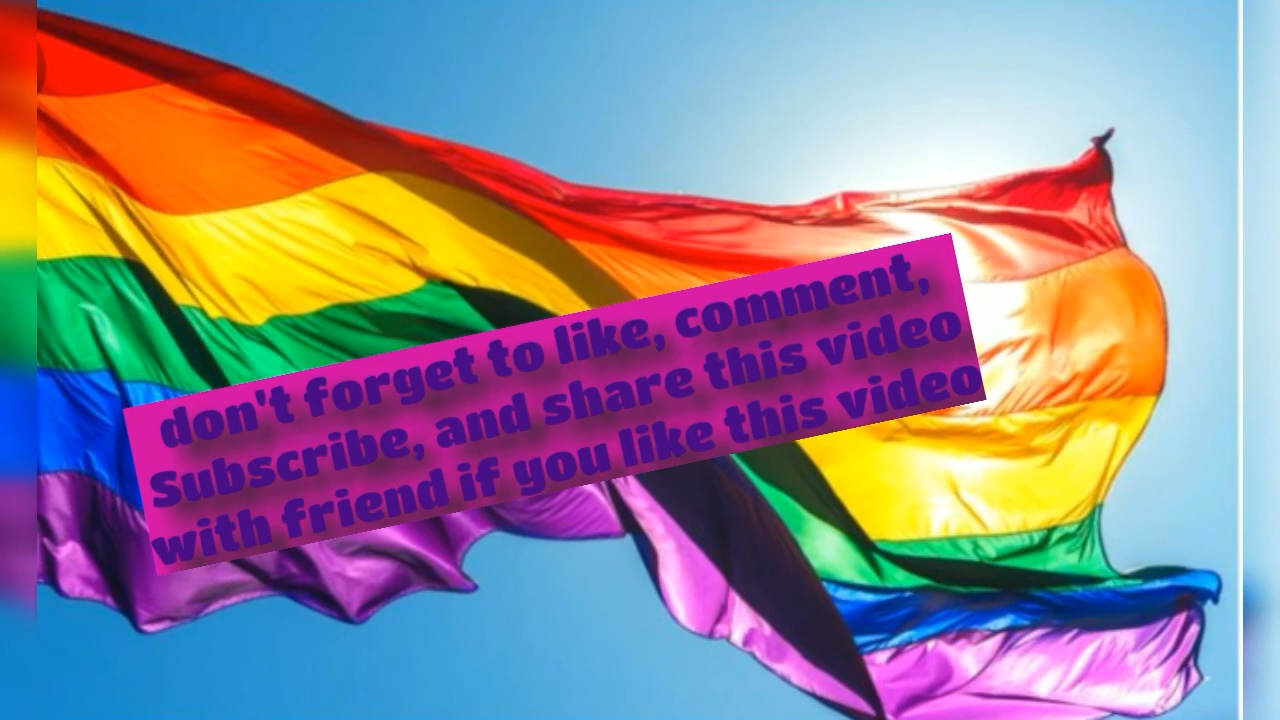 don't forget to like, comment,
Subscribe, and share this video
with friend if you like this video